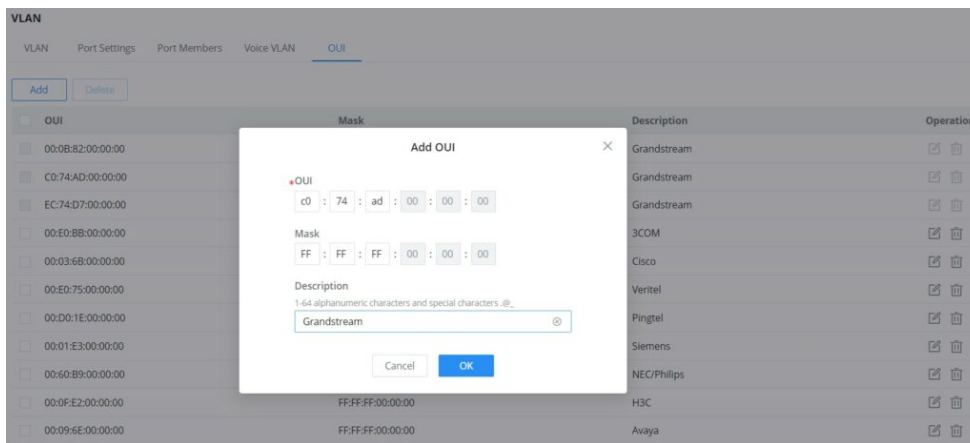 VLAN
VLAN Port Settings Port Members Voice VLAN OUI
Add Delete
OUI Mask Description Operation
00:0B:82:00:00:00 Grandstream
C0:74:AD:00:00:00 Grandstream
EC:74:D7:00:00:00 Grandstream
00:E0:BB:00:00:00 3COM
00:03:6B:00:00:00 Cisco
00:E0:75:00:00:00 Veritel
00:D0:1E:00:00:00 Pingtel
00:01:E3:00:00:00 Siemens
00:60:B9:00:00:00 NEC/Philips
00:0F:E2:00:00:00 FF:FF:FF:00:00:00 H3C
00:09:6E:00:00:00 FF:FF:FF:00:00:00 Avaya
Add OUI
*OUI
c0 : 74 : ad : 00 : 00 : 00
Mask
FF : FF : FF : 00 : 00 : 00
Description
1-64 alphanumeric characters and special characters .@_
Grandstream
Cancel OK